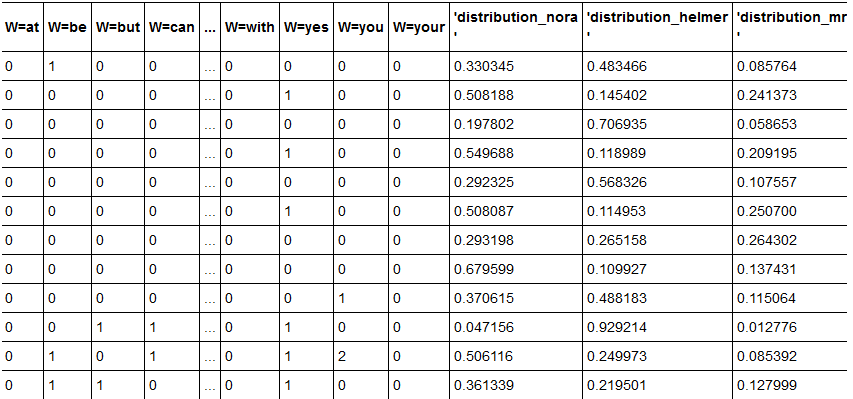 W=at W=be W=but W=can ... W=with W=yes W=you W=your 'distribution_nora 'distribution_helmer 'distribution_mr
' ' '
0 1 0 0 ... 0 0 0 0 0.330345 0.483466 0.085764
0 0 0 0 ... 0 1 0 0 0.508188 0.145402 0.241373
0 0 0 0 ... 0 0 0 0 0.197802 0.706935 0.058653
0 0 0 0 ... 0 1 0 0 0.549688 0.118989 0.209195
0 0 0 0 ... 0 0 0 0 0.292325 0.568326 0.107557
0 0 0 0 ... 0 1 0 0 0.508087 0.114953 0.250700
0 0 0 0 ... 0 0 0 0 0.293198 0.265158 0.264302
0 0 0 0 ... 0 0 0 0 0.679599 0.109927 0.137431
0 0 0 0 ... 0 0 1 0 0.370615 0.488183 0.115064
0 0 1 1 ... 0 1 0 0 0.047156 0.929214 0.012776
0 1 0 1 ... 0 1 2 0 0.506116 0.249973 0.085392
0 1 1 0 ... 0 1 0 0 0.361339 0.219501 0.127999